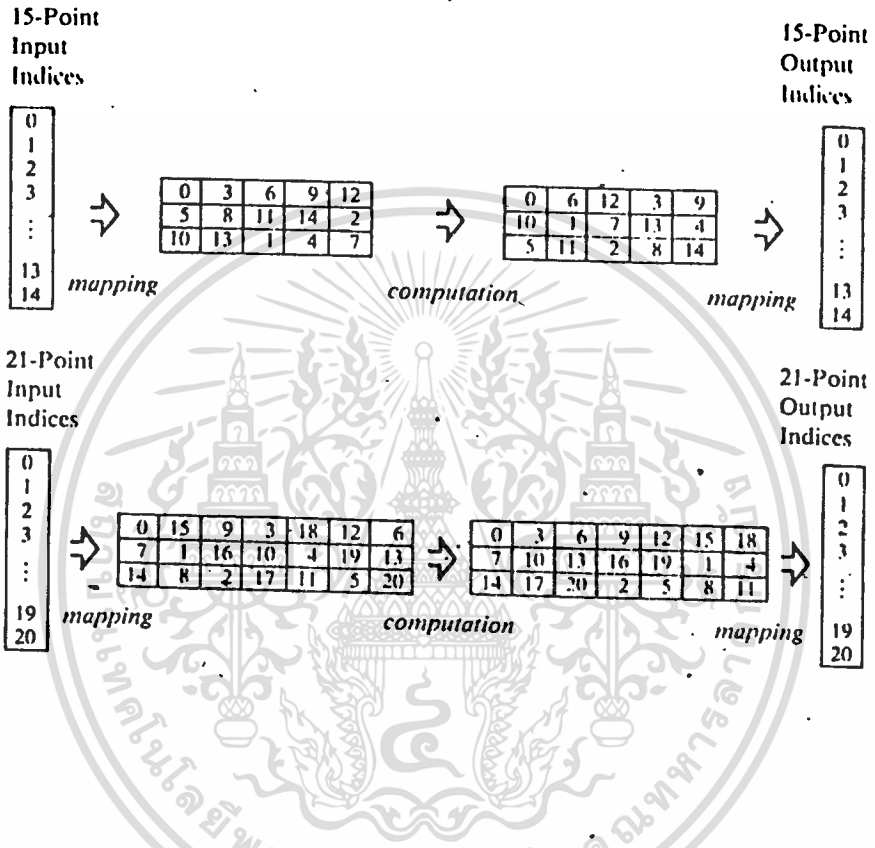 15-Point
Input
Indices
15-Point
Output
Indices
0
1
2
3
⋮
13
14
mapping
0 3 6 9 12
5 8 11 14 2
10 13 1 4 7
computation
0 6 12 3 9
10 1 7 13 4
5 11 2 8 14
mapping
0
1
2
3
⋮
13
14
21-Point
Input
Indices
21-Point
Output
Indices
0
1
2
3
⋮
19
20
mapping
0 15 9 3 18 12 6
7 1 16 10 4 19 13
14 8 2 17 11 5 20
computation
0 3 6 9 12 15 18
7 10 13 16 19 1 4
14 17 20 2 5 8 11
mapping
0
1
2
3
⋮
19
20